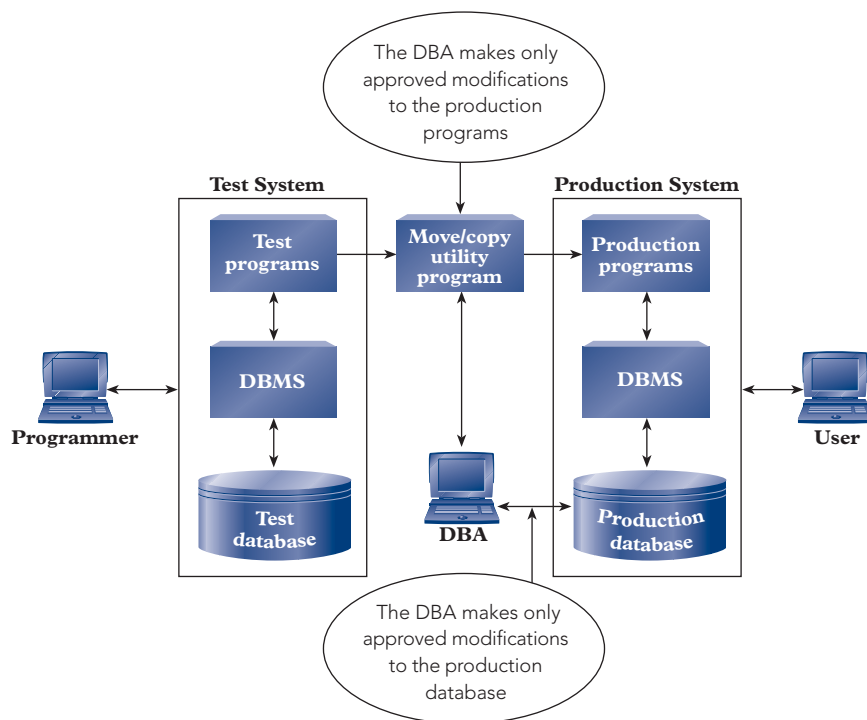 The DBA makes only
approved modifications
to the production
programs
Test System
Production System
Test
programs
Move/copy
utility
program
Production
programs
DBMS
DBMS
Programmer
User
Test
database
DBA
Production
database
The DBA makes only
approved modifications
to the production
database